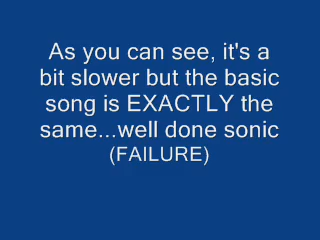 As you can see, it's a
bit slower but the basic
song is EXACTLY the
same...well done sonic
(FAILURE)